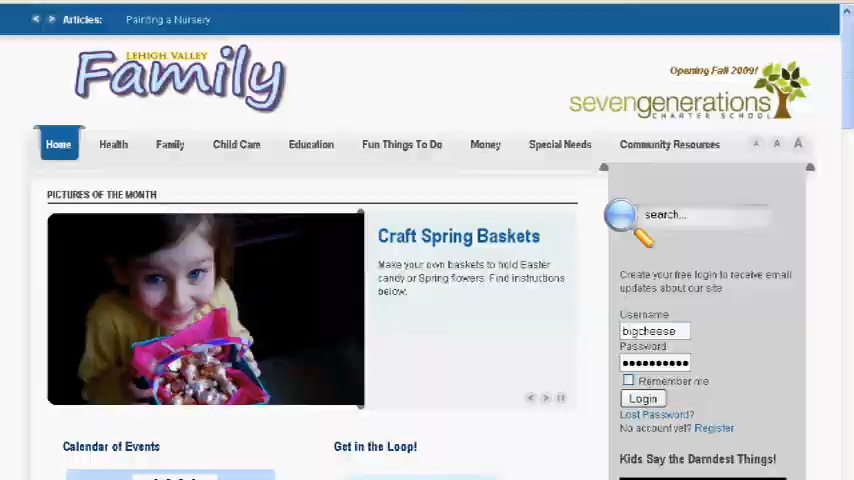 Articles: Painting a Nursery
LEHIGH VALLEY
Family
Opening Fall 2009!
sevengenerations
CHARTER SCHOOL
Home Health Family Child Care Education Fun Things To Do Money Special Needs Community Resources A A A
PICTURES OF THE MONTH
Craft Spring Baskets
Make your own baskets to hold Easter
candy or Spring flowers. Find instructions
below.
search...
Create your free login to receive email
updates about our site
Username
bigcheese
Password
Remember me
Login
Lost Password?
No account yet? Register
Calendar of Events
Get in the Loop!
Kids Say the Darndest Things!